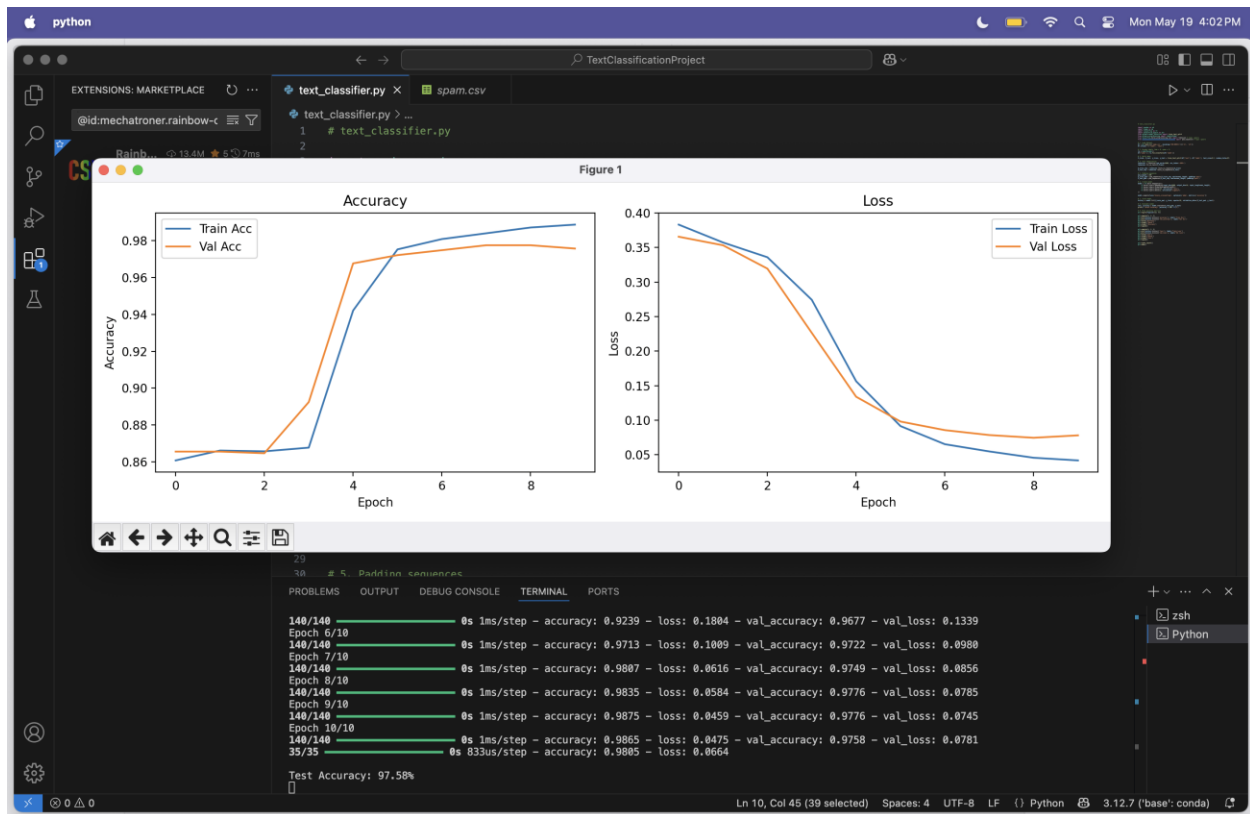 python
Mon May 19 4:02 PM
TextClassificationProject
EXTENSIONS: MARKETPLACE
text_classifier.py
spam.csv
@id:mechatroner.rainbow-c
text_classifier.py > ...
1 # text_classifier.py
2
Rainb... 13.4M 5 7ms
CS
1
Figure 1
Accuracy
Train Acc
Val Acc
0.98
0.96
0.94
0.92
0.90
0.88
0.86
Accuracy
0 2 4 6 8
Epoch
Loss
Train Loss
Val Loss
0.40
0.35
0.30
0.25
0.20
0.15
0.10
0.05
Loss
0 2 4 6 8
Epoch
29
30 # 5. Padding sequences
PROBLEMS OUTPUT DEBUG CONSOLE TERMINAL PORTS
140/140 0s 1ms/step - accuracy: 0.9239 - loss: 0.1804 - val_accuracy: 0.9677 - val_loss: 0.1339
Epoch 6/10
140/140 0s 1ms/step - accuracy: 0.9713 - loss: 0.1009 - val_accuracy: 0.9722 - val_loss: 0.0980
Epoch 7/10
140/140 0s 1ms/step - accuracy: 0.9807 - loss: 0.0616 - val_accuracy: 0.9749 - val_loss: 0.0856
Epoch 8/10
140/140 0s 1ms/step - accuracy: 0.9835 - loss: 0.0584 - val_accuracy: 0.9776 - val_loss: 0.0785
Epoch 9/10
140/140 0s 1ms/step - accuracy: 0.9875 - loss: 0.0459 - val_accuracy: 0.9776 - val_loss: 0.0745
Epoch 10/10
140/140 0s 1ms/step - accuracy: 0.9865 - loss: 0.0475 - val_accuracy: 0.9758 - val_loss: 0.0781
35/35 0s 833us/step - accuracy: 0.9805 - loss: 0.0664
Test Accuracy: 97.58%
zsh
Python
0 0
Ln 10, Col 45 (39 selected) Spaces: 4 UTF-8 LF {} Python 3.12.7 ('base': conda)